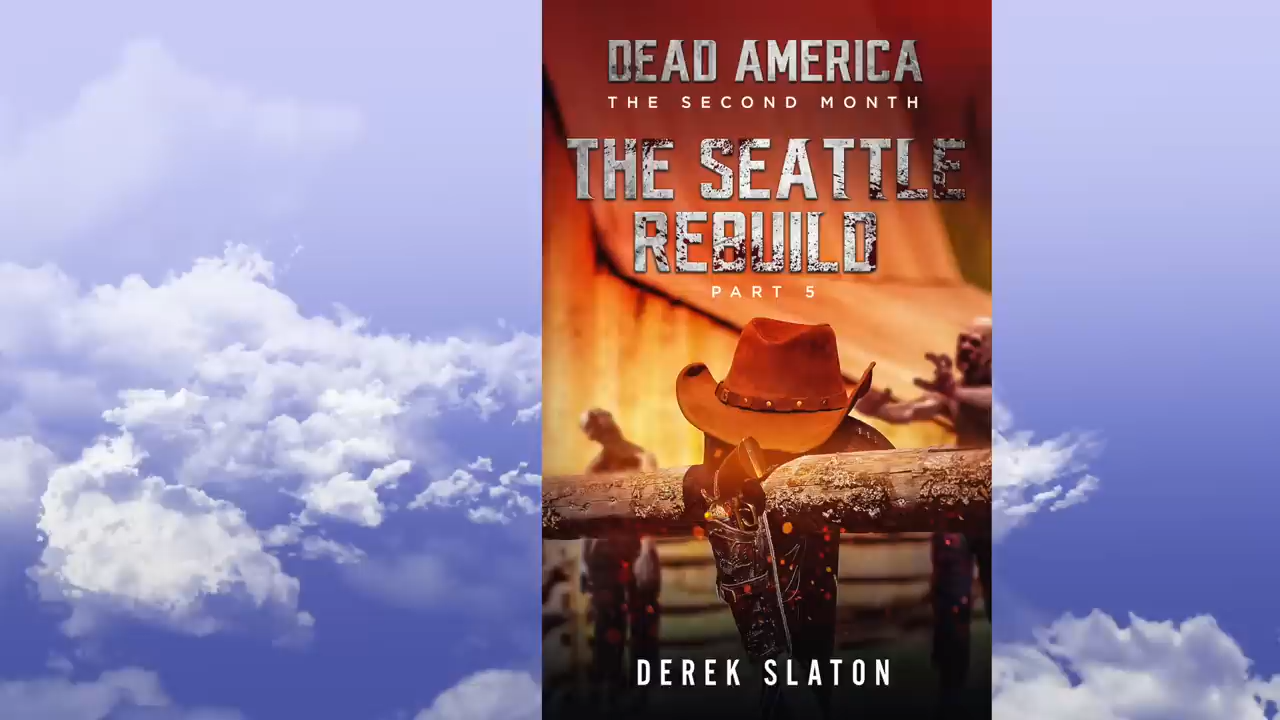 DEAD AMERICA
THE SECOND MONTH
THE SEATTLE
REBUILD
PART 5
DEREK SLATON